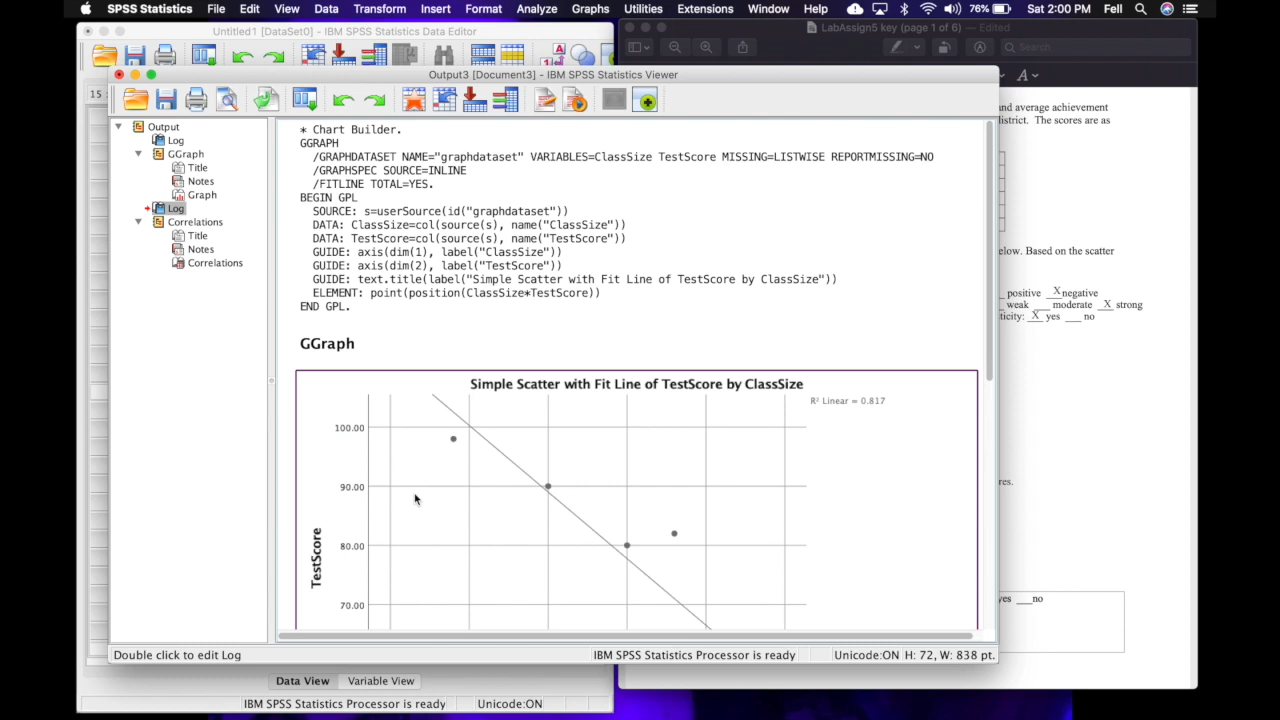 SPSS Statistics File Edit View Data Transform Insert Format Analyze Graphs Utilities Extensions Window Help 76% Sat 2:00 PM Fell
Untitled1 [DataSet0] - IBM SPSS Statistics Data Editor
LabAssign5 key (page 1 of 6) — Edited
Search
Output3 [Document3] - IBM SPSS Statistics Viewer
15
and average achievement
district. The scores are as
Output
Log
GGraph
Title
Notes
Graph
Log
Correlations
Title
Notes
Correlations
* Chart Builder.
GGRAPH
/GRAPHDATASET NAME="graphdataset" VARIABLES=ClassSize TestScore MISSING=LISTWISE REPORTMISSING=NO
/GRAPHSPEC SOURCE=INLINE
/FITLINE TOTAL=YES.
BEGIN GPL
SOURCE: s=userSource(id("graphdataset"))
DATA: ClassSize=col(source(s), name("ClassSize"))
DATA: TestScore=col(source(s), name("TestScore"))
GUIDE: axis(dim(1), label("ClassSize"))
GUIDE: axis(dim(2), label("TestScore"))
GUIDE: text.title(label("Simple Scatter with Fit Line of TestScore by ClassSize"))
ELEMENT: point(position(ClassSize*TestScore))
END GPL.
GGraph
Simple Scatter with Fit Line of TestScore by ClassSize
R² Linear = 0.817
100.00
90.00
80.00
70.00
TestScore
elow. Based on the scatter
positive X negative
weak ___ moderate X strong
ticity: X yes ___ no
res.
yes ___no
Double click to edit Log IBM SPSS Statistics Processor is ready Unicode:ON H: 72, W: 838 pt.
Data View Variable View
IBM SPSS Statistics Processor is ready Unicode:ON